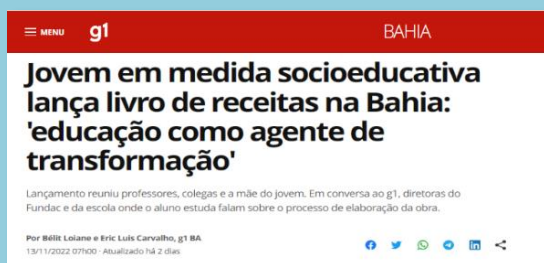 MENU g1 BAHIA
Jovem em medida socioeducativa
lança livro de receitas na Bahia:
'educação como agente de
transformação'
Lançamento reuniu professores, colegas e a mãe do jovem. Em conversa ao g1, diretoras do
Fundac e da escola onde o aluno estuda falam sobre o processo de elaboração da obra.
Por Bélit Loiane e Eric Luis Carvalho, g1 BA
13/11/2022 07h00 · Atualizado há 2 dias